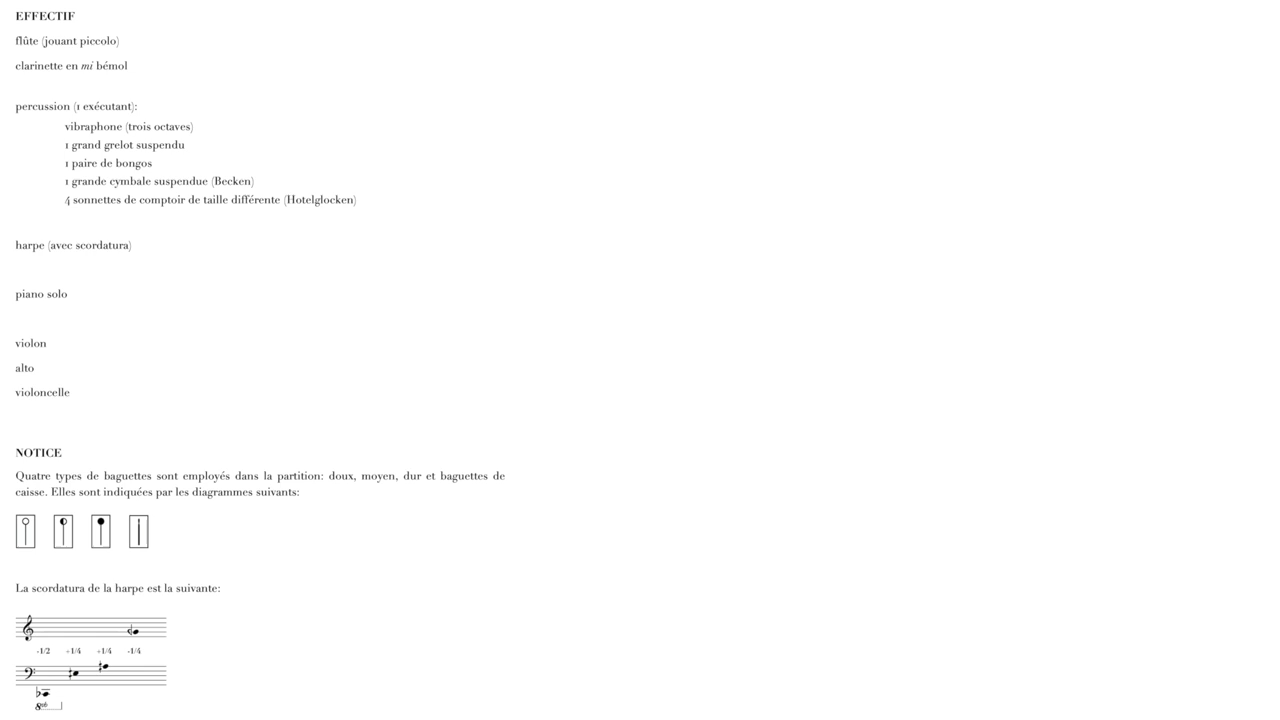 EFFECTIF
flûte (jouant piccolo)
clarinette en mi bémol
percussion (1 exécutant):
vibraphone (trois octaves)
1 grand grelot suspendu
1 paire de bongos
1 grande cymbale suspendue (Becken)
4 sonnettes de comptoir de taille différente (Hotelglocken)
harpe (avec scordatura)
piano solo
violon
alto
violoncelle
NOTICE
Quatre types de baguettes sont employés dans la partition: doux, moyen, dur et baguettes de
caisse. Elles sont indiquées par les diagrammes suivants:
La scordatura de la harpe est la suivante:
-1/2 +1/4 +1/4 -1/4